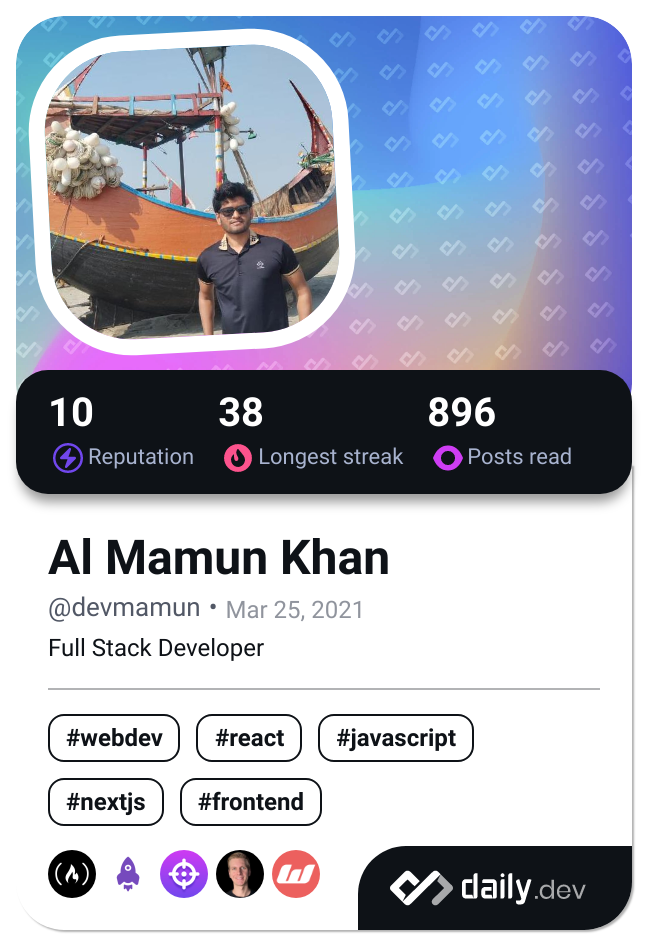 10 38 896
Reputation Longest streak Posts read
Al Mamun Khan
@devmamun • Mar 25, 2021
Full Stack Developer
#webdev #react #javascript
#nextjs #frontend
daily.dev